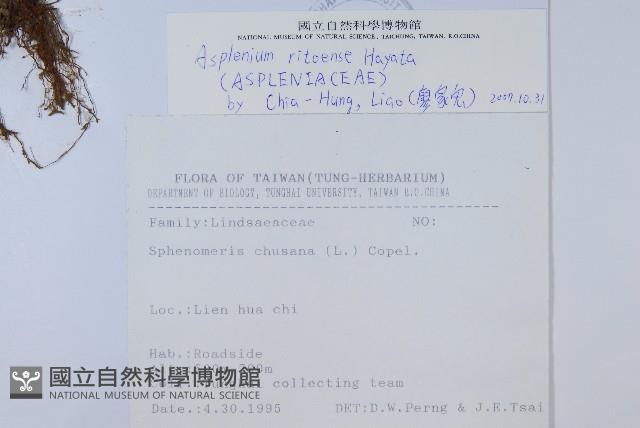 國立自然科學博物館
NATIONAL MUSEUM OF NATURAL SCIENCE, TAICHUNG, TAIWAN, R.O.CHINA
Asplenium ritoense Hayata
(ASPLENIACEAE)
by Chia-Hung, Liao (廖家宏) 2007.10.31
FLORA OF TAIWAN(TUNG-HERBARIUM)
DEPARTMENT OF BIOLOGY, TUNGHAI UNIVERSITY, TAIWAN R.O.CHINA
Family:Lindsaeaceae NO:
Sphenomeris chusana (L.) Copel.
Loc.:Lien hua chi
Hab.:Roadside
collecting team
Date.:4.30.1995 DET:D.W.Perng & J.E.Tsai
國立自然科學博物館
NATIONAL MUSEUM OF NATURAL SCIENCE